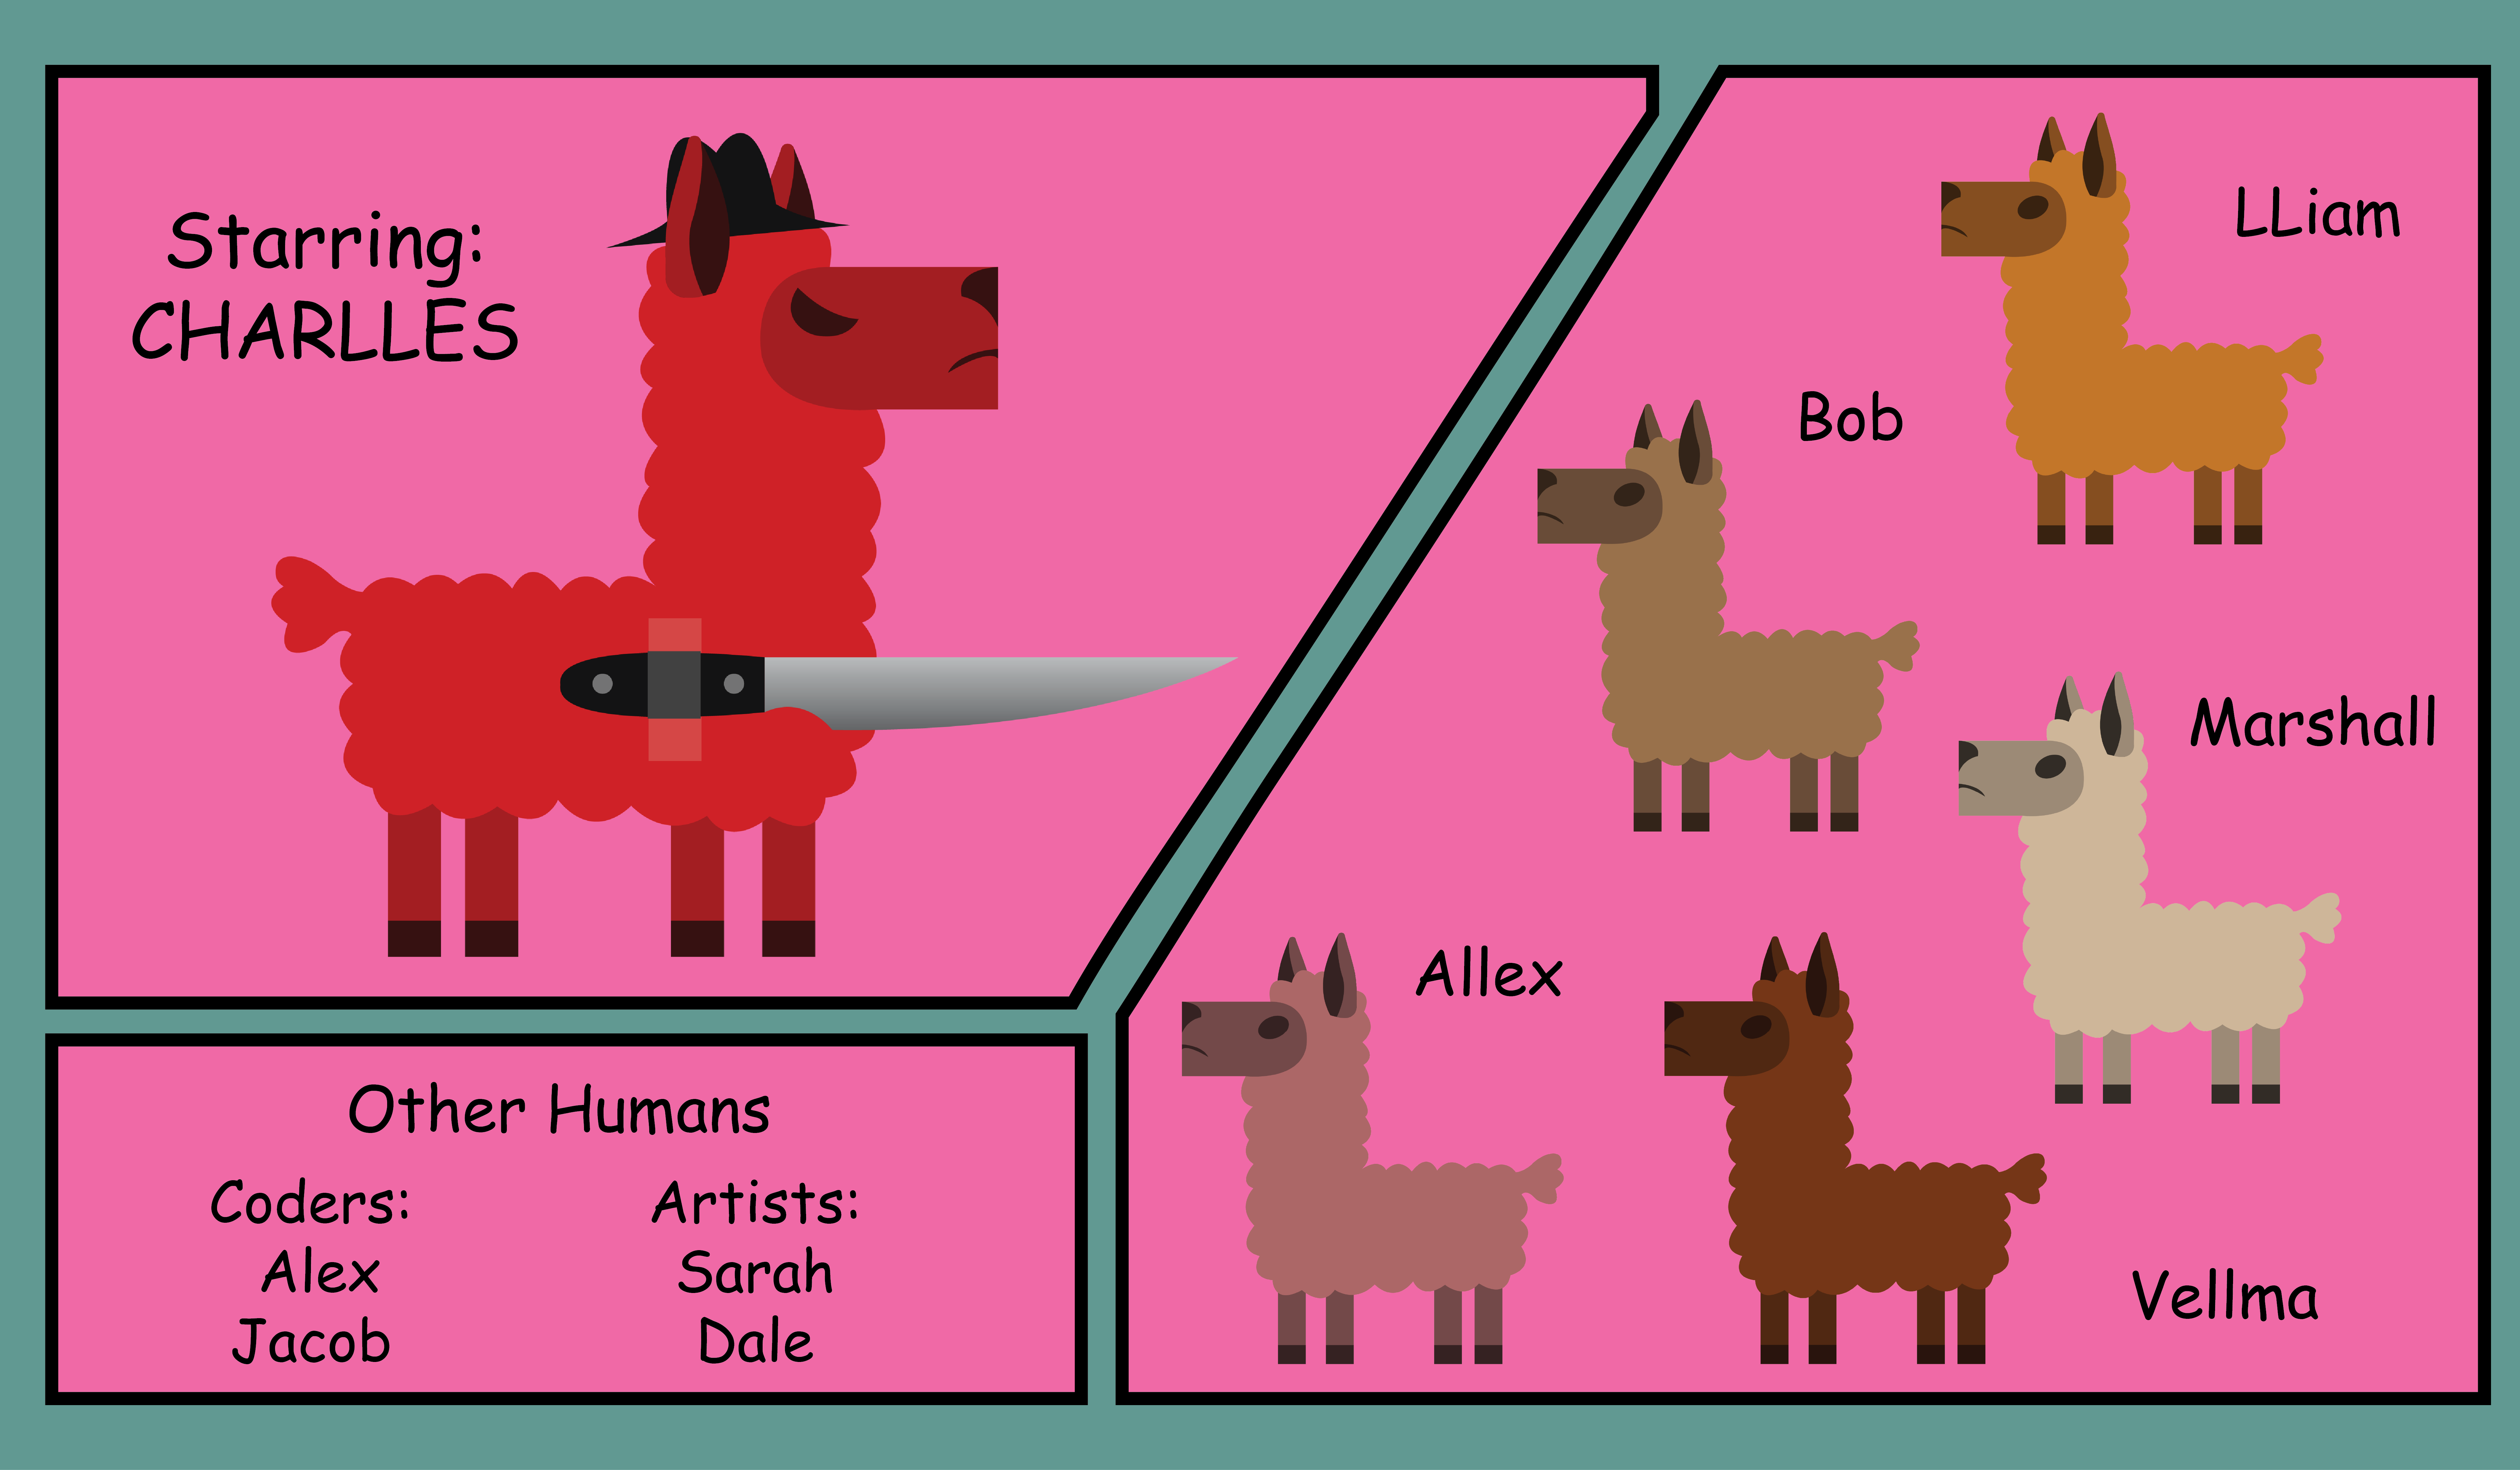 Starring:
CHARLLES
LLiam
Bob
Marshall
Allex
Vellma
Other Humans
Coders:
Alex
Jacob
Artists:
Sarah
Dale